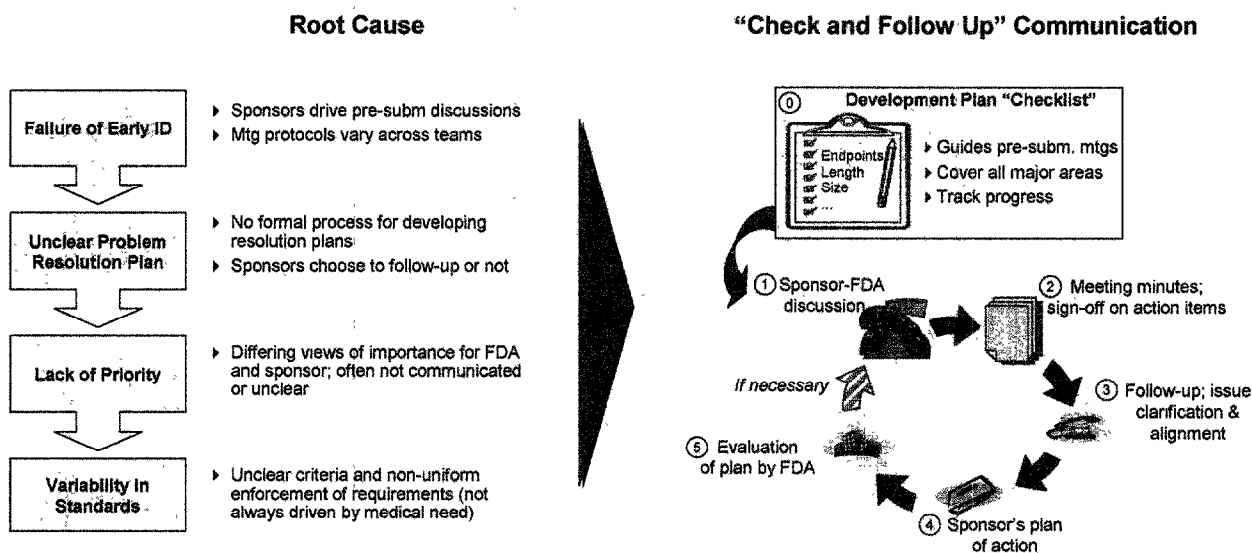 Root Cause
Failure of Early ID
▸ Sponsors drive pre-subm discussions
▸ Mtg protocols vary across teams
Unclear Problem
Resolution Plan
▸ No formal process for developing
resolution plans
▸ Sponsors choose to follow-up or not
Lack of Priority
▸ Differing views of importance for FDA
and sponsor; often not communicated
or unclear
Variability in
Standards
▸ Unclear criteria and non-uniform
enforcement of requirements (not
always driven by medical need)
"Check and Follow Up" Communication
0
Development Plan "Checklist"
Endpoints
Length
Size
...
▸ Guides pre-subm. mtgs
▸ Cover all major areas
▸ Track progress
1 Sponsor-FDA
discussion
2 Meeting minutes;
sign-off on action items
3 Follow-up; issue
clarification &
alignment
4 Sponsor's plan
of action
5 Evaluation
of plan by FDA
If necessary